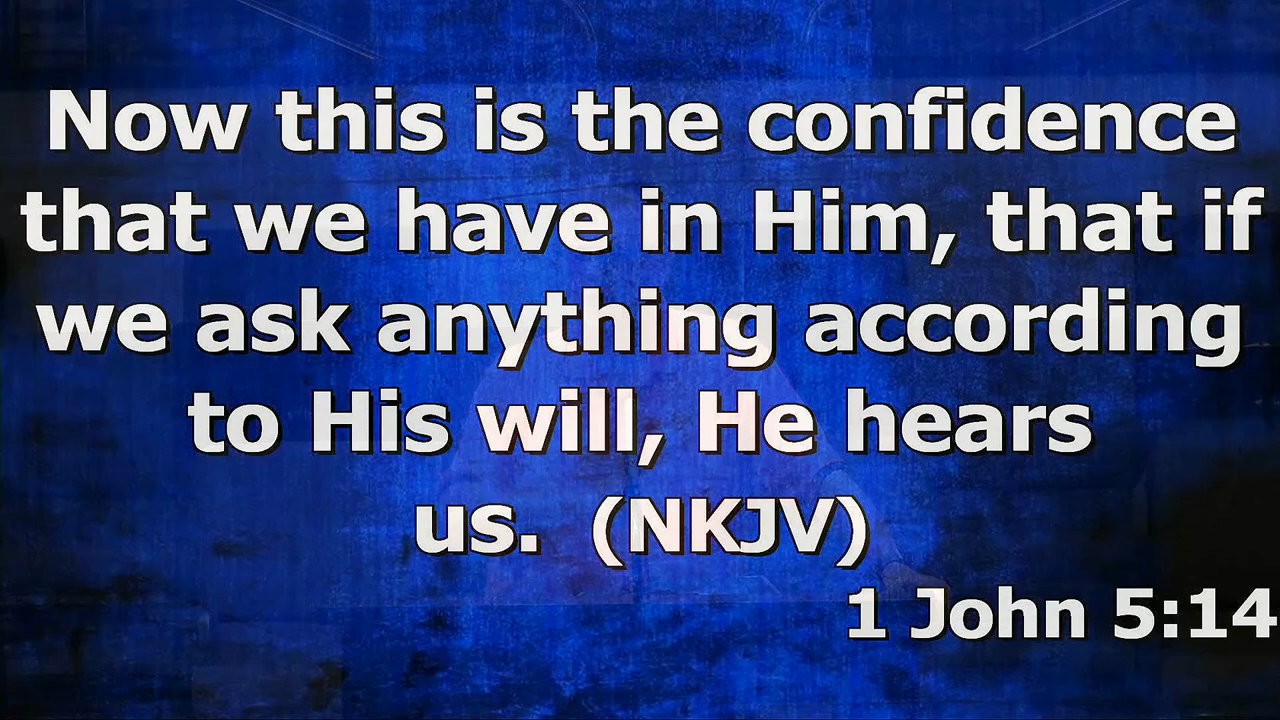 Now this is the confidence
that we have in Him, that if
we ask anything according
to His will, He hears
us.  (NKJV)
1 John 5:14